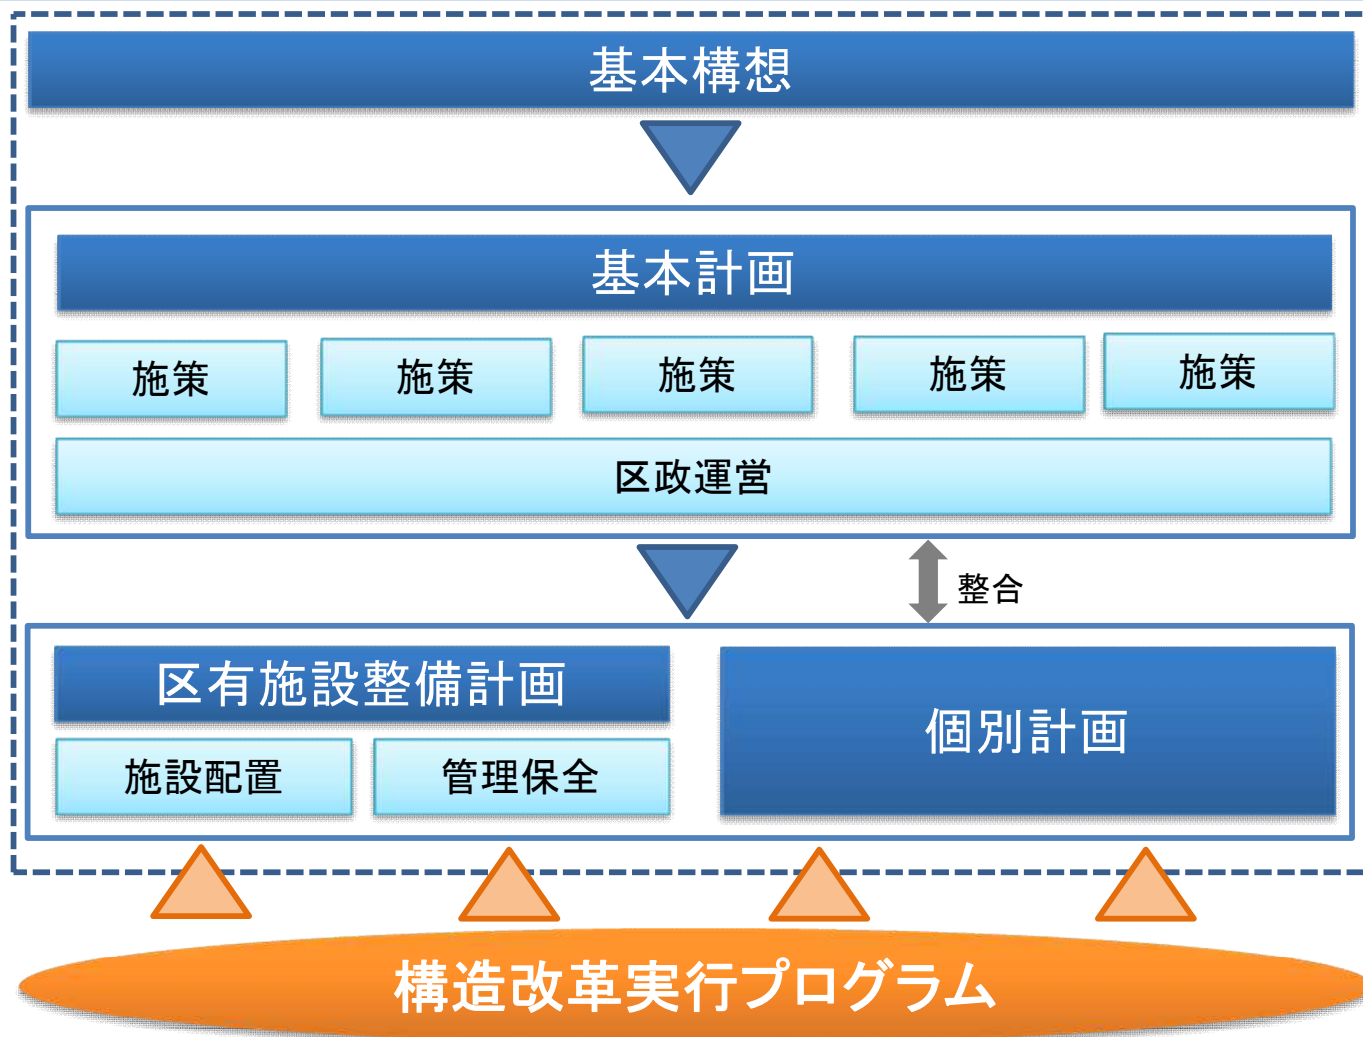 基本構想
基本計画
施策 施策 施策 施策 施策
区政運営
整合
区有施設整備計画
個別計画
施設配置 管理保全
構造改革実行プログラム